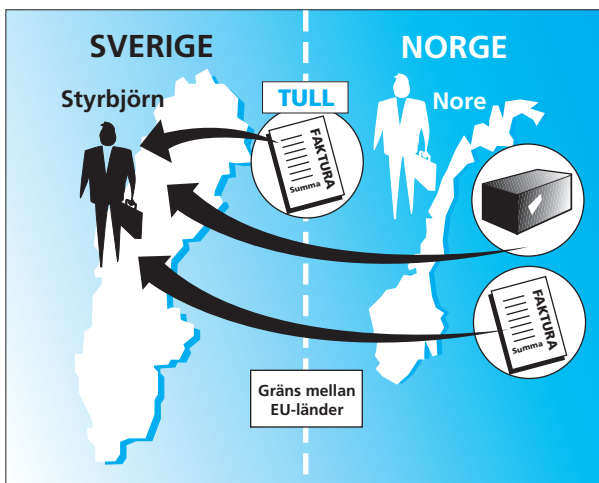 SVERIGE
NORGE
Styrbjörn
TULL
Nore
FAKTURA
Summa
FAKTURA
Summa
Gräns mellan
EU-länder